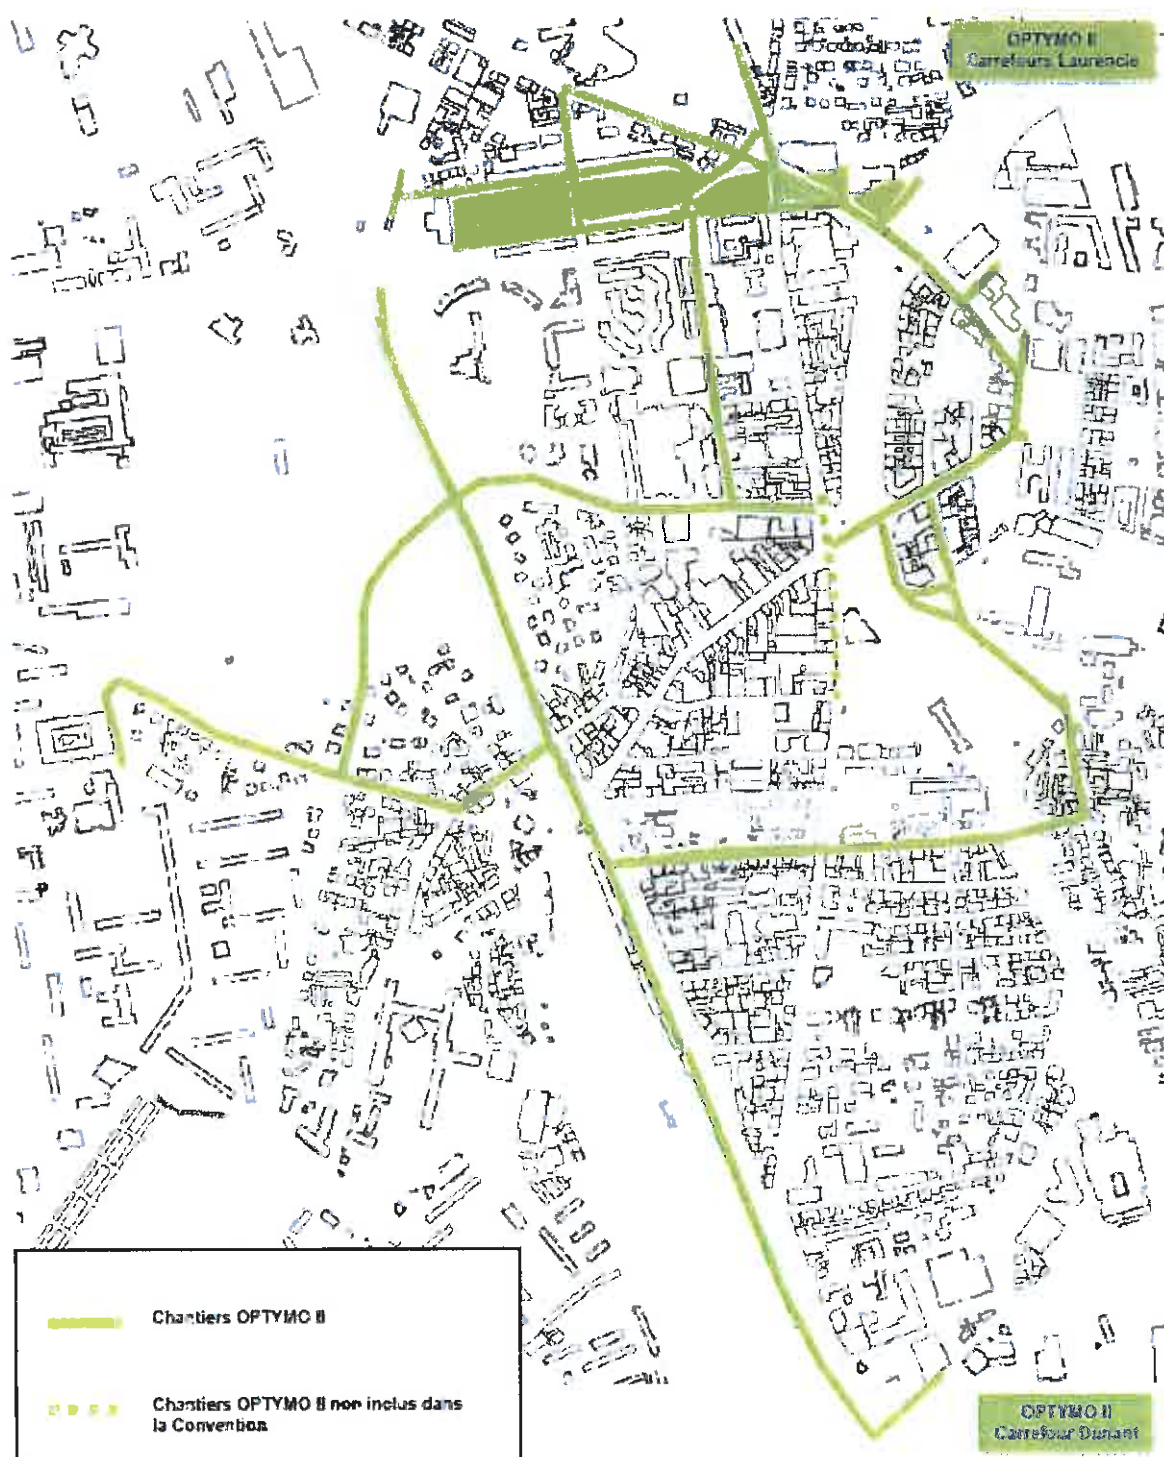 OPTYMO II
Carrefours Laurencie
Chantiers OPTYMO II
Chantiers OPTYMO II non inclus dans
la Convention
OPTYMO II
Carrefour Dunant